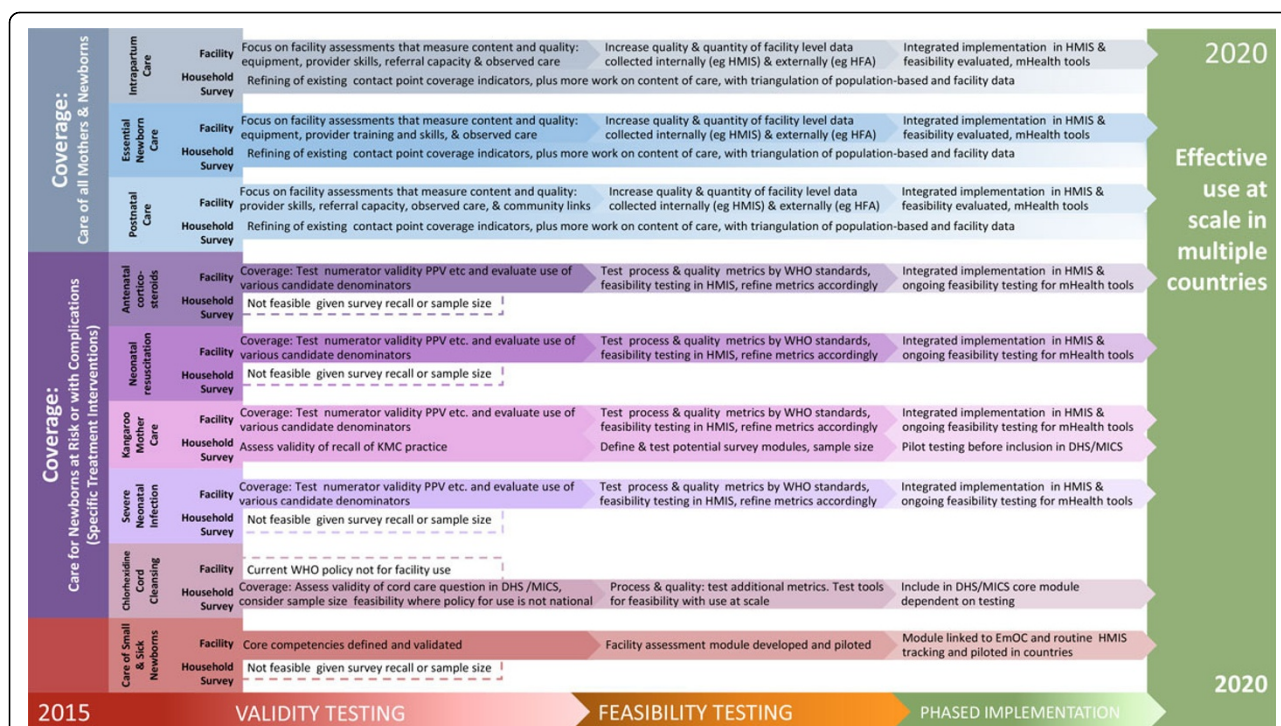 Coverage:
Care of all Mothers & Newborns
Intrapartum
Care
Facility
Focus on facility assessments that measure content and quality:
equipment, provider skills, referral capacity & observed care
Increase quality & quantity of facility level data
collected internally (eg HMIS) & externally (eg HFA)
Integrated implementation in HMIS &
feasibility evaluated, mHealth tools
Household
Survey
Refining of existing contact point coverage indicators, plus more work on content of care, with triangulation of population-based and facility data
Essential
Newborn
Care
Facility
Focus on facility assessments that measure content and quality:
equipment, provider training and skills, & observed care
Increase quality & quantity of facility level data
collected internally (eg HMIS) & externally (eg HFA)
Integrated implementation in HMIS &
feasibility evaluated, mHealth tools
Household
Survey
Refining of existing contact point coverage indicators, plus more work on content of care, with triangulation of population-based and facility data
Postnatal
Care
Facility
Focus on facility assessments that measure content and quality:
provider skills, referral capacity, observed care, & community links
Increase quality & quantity of facility level data
collected internally (eg HMIS) & externally (eg HFA)
Integrated implementation in HMIS &
feasibility evaluated, mHealth tools
Household
Survey
Refining of existing contact point coverage indicators, plus more work on content of care, with triangulation of population-based and facility data
Coverage:
Care for Newborns at Risk or with Complications
(Specific Treatment Interventions)
Antenatal
cortico-
steroids
Facility
Coverage: Test numerator validity PPV etc and evaluate use of
various candidate denominators
Test process & quality metrics by WHO standards,
feasibility testing in HMIS, refine metrics accordingly
Integrated implementation in HMIS &
ongoing feasibility testing for mHealth tools
Household
Survey
Not feasible given survey recall or sample size
Neonatal
resuscitation
Facility
Coverage: Test numerator validity PPV etc. and evaluate use of
various candidate denominators
Test process & quality metrics by WHO standards,
feasibility testing in HMIS, refine metrics accordingly
Integrated implementation in HMIS &
ongoing feasibility testing for mHealth tools
Household
Survey
Not feasible given survey recall or sample size
Kangaroo
Mother
Care
Facility
Coverage: Test numerator validity PPV etc. and evaluate use of
various candidate denominators
Test process & quality metrics by WHO standards,
feasibility testing in HMIS, refine metrics accordingly
Integrated implementation in HMIS &
ongoing feasibility testing for mHealth tools
Household
Survey
Assess validity of recall of KMC practice
Define & test potential survey modules, sample size
Pilot testing before inclusion in DHS/MICS
Severe
Neonatal
Infection
Facility
Coverage: Test numerator validity PPV etc. and evaluate use of
various candidate denominators
Test process & quality metrics by WHO standards,
feasibility testing in HMIS, refine metrics accordingly
Integrated implementation in HMIS &
ongoing feasibility testing for mHealth tools
Household
Survey
Not feasible given survey recall or sample size
Chlorhexidine
Cord
Cleansing
Facility
Current WHO policy not for facility use
Household
Survey
Coverage: Assess validity of cord care question in DHS /MICS,
consider sample size feasibility where policy for use is not national
Process & quality: test additional metrics. Test tools
for feasibility with use at scale
Include in DHS/MICS core module
dependent on testing
Care of Small
& Sick
Newborns
Facility
Core competencies defined and validated
Facility assessment module developed and piloted
Module linked to EmOC and routine HMIS
tracking and piloted in countries
Household
Survey
Not feasible given survey recall or sample size
2020
Effective
use at
scale in
multiple
countries
2020
2015
VALIDITY TESTING
FEASIBILITY TESTING
PHASED IMPLEMENTATION